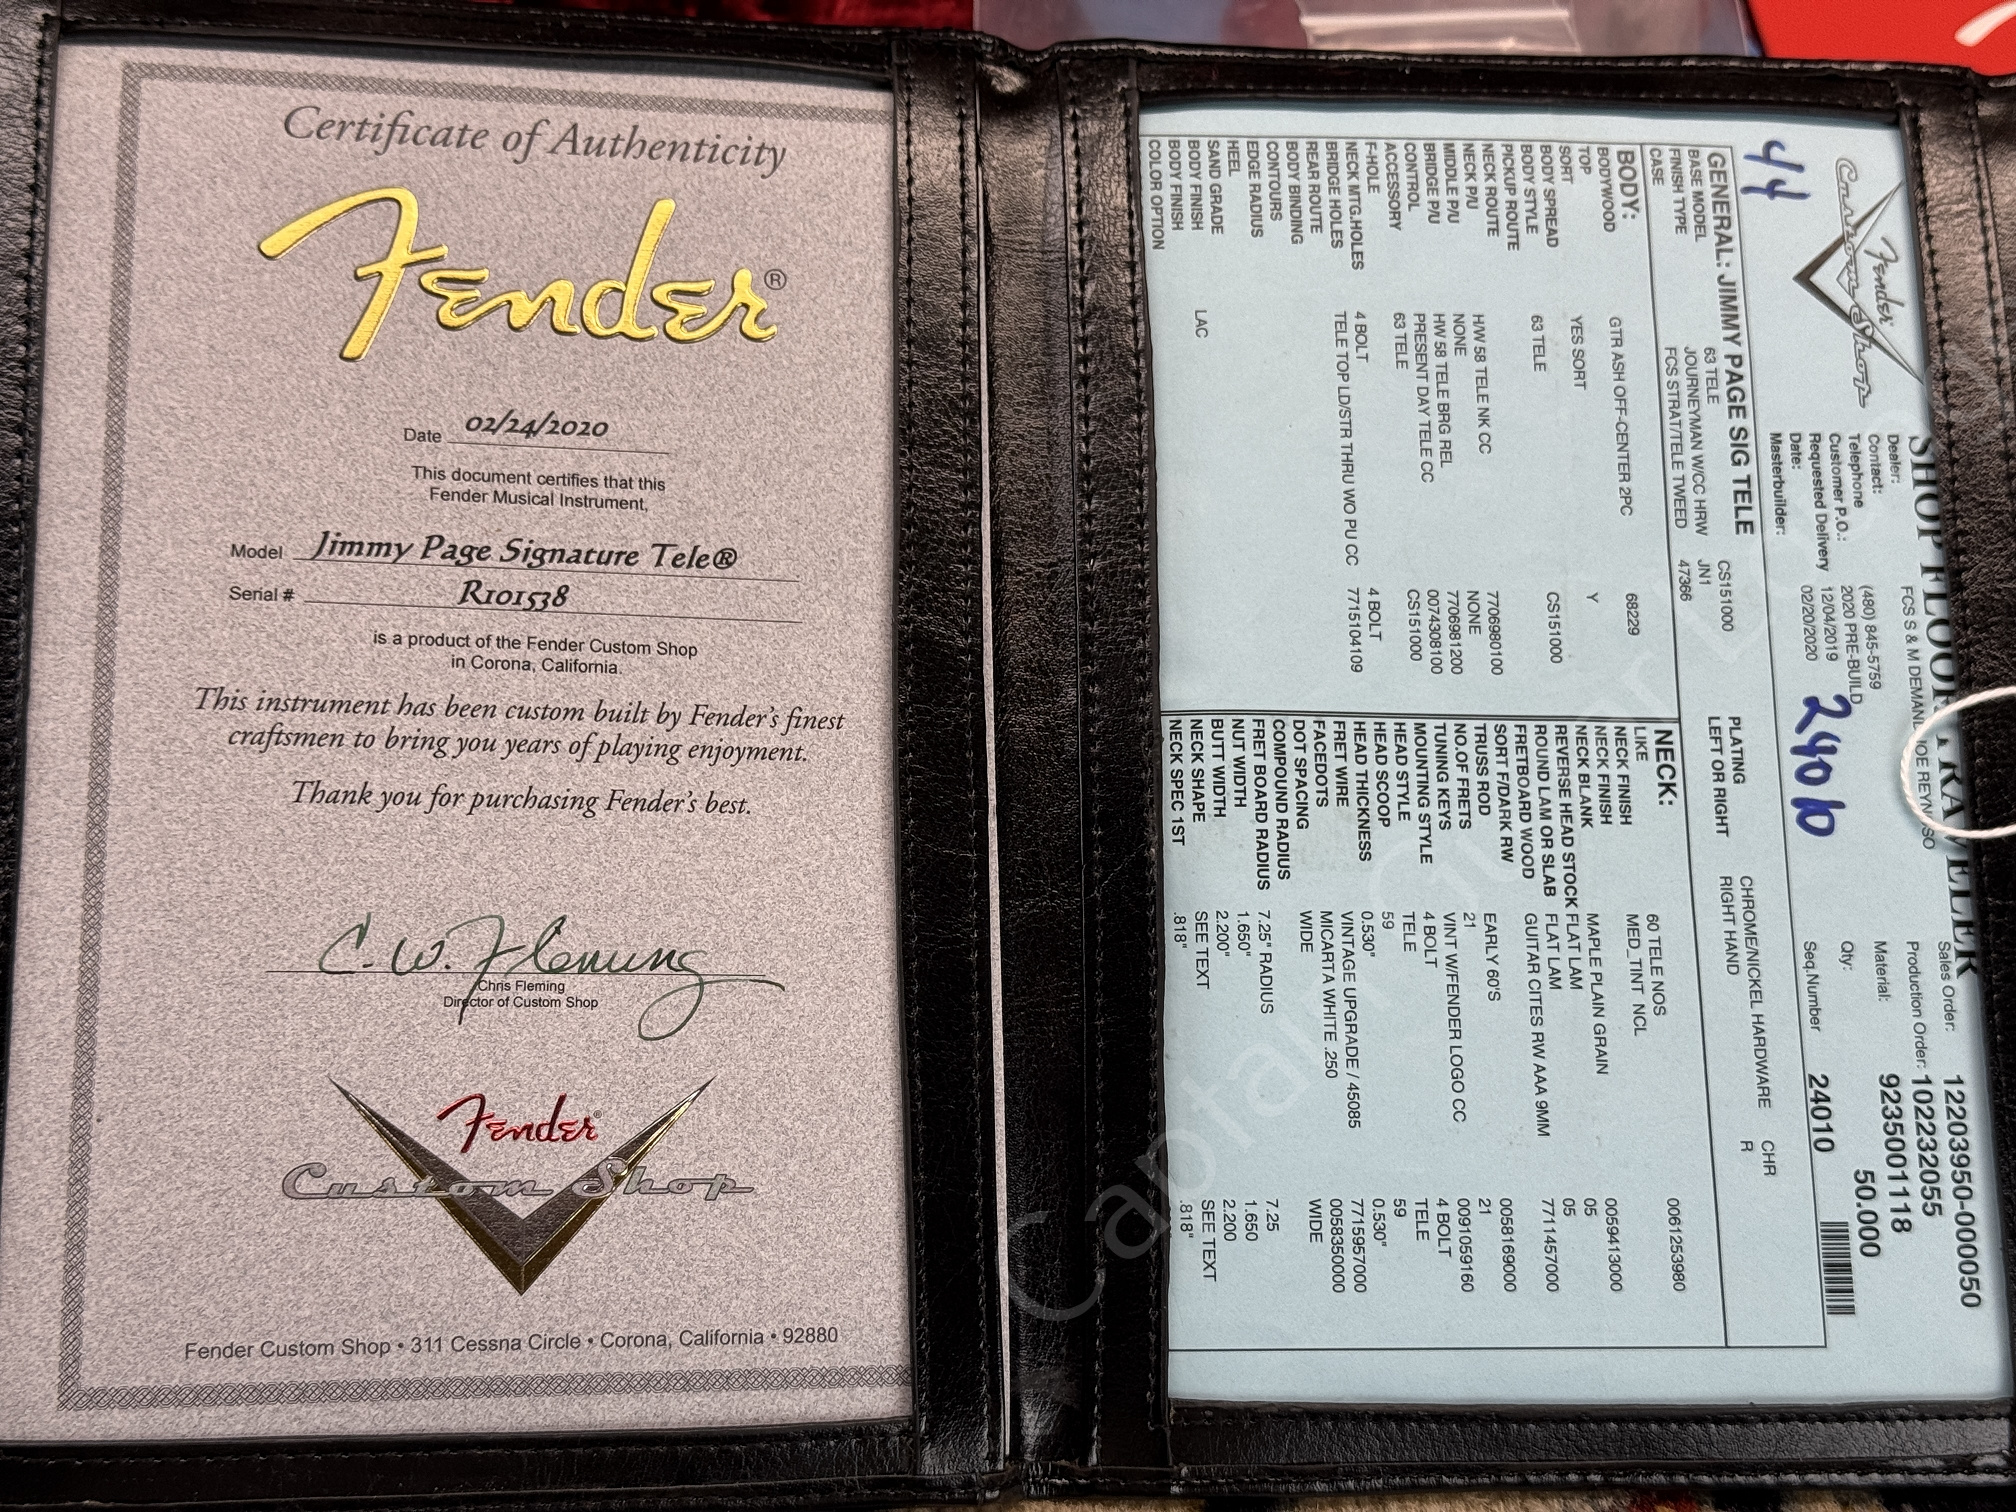 Certificate of Authenticity
Fender®
Date 02/24/2020
This document certifies that this
Fender Musical Instrument,
Model Jimmy Page Signature Tele®
Serial # R101538
is a product of the Fender Custom Shop
in Corona, California.
This instrument has been custom built by Fender's finest
craftsmen to bring you years of playing enjoyment.
Thank you for purchasing Fender's best.
C. W. Fleming
Chris Fleming
Director of Custom Shop
Fender®
Custom Shop
Fender Custom Shop • 311 Cessna Circle • Corona, California • 92880
Fender
Custom Shop
SHOP FLOOR TRAVELER
Dealer: FCS S & M DEMAND JOE REYNOSO
Contact:
Telephone (480) 845-5759
Customer P.O.: 2020 PRE-BUILD
Requested Delivery 12/04/2019
Date: 02/20/2020
Masterbuilder:
Sales Order: 12203950-000050
Production Order: 102232055
Material: 9235001118
Qty: 50.000
Seq.Number 24010
44
24010
GENERAL: JIMMY PAGE SIG TELE
BASE MODEL 63 TELE CS151000
FINISH TYPE JOURNEYMAN W/CC HRW JN1
CASE FCS STRAT/TELE TWEED 47366
PLATING CHROME/NICKEL HARDWARE CHR
LEFT OR RIGHT RIGHT HAND R
BODY:
BODYWOOD GTR ASH OFF-CENTER 2PC 68229
TOP
SORT YES SORT Y
BODY SPREAD
BODY STYLE 63 TELE CS151000
PICKUP ROUTE
NECK ROUTE
NECK P/U HW 58 TELE NK CC 7706980100
MIDDLE P/U NONE NONE
BRIDGE P/U HW 58 TELE BRG REL 7706981200
CONTROL PRESENT DAY TELE CC 0074308100
ACCESSORY 63 TELE CS151000
F-HOLE
NECK MTG.HOLES 4 BOLT 4 BOLT
BRIDGE HOLES TELE TOP LD/STR THRU WO PU CC 7715104109
REAR ROUTE
BODY BINDING
CONTOURS
EDGE RADIUS
HEEL
SAND GRADE
BODY FINISH LAC
BODY FINISH
COLOR OPTION
NECK:
LIKE 60 TELE NOS 0061253980
NECK FINISH MED_TINT NCL
NECK FINISH
NECK BLANK MAPLE PLAIN GRAIN 0059413000
REVERSE HEAD STOCK FLAT LAM 05
ROUND LAM OR SLAB FLAT LAM 05
FRETBOARD WOOD GUITAR CITES RW AAA 9MM 7711457000
SORT F/DARK RW
TRUSS ROD EARLY 60'S 0058169000
NO.OF FRETS 21 21
TUNING KEYS VINT W/FENDER LOGO CC 0091059160
MOUNTING STYLE 4 BOLT 4 BOLT
HEAD STYLE TELE TELE
HEAD SCOOP 59 59
HEAD THICKNESS 0.530" 0.530"
FRET WIRE VINTAGE UPGRADE / 45085 7715957000
FACEDOTS MICARTA WHITE .250 0058350000
DOT SPACING WIDE WIDE
COMPOUND RADIUS
FRET BOARD RADIUS 7.25" RADIUS 7.25
NUT WIDTH 1.650" 1.650
BUTT WIDTH 2.200" 2.200
NECK SHAPE SEE TEXT SEE TEXT
NECK SPEC 1ST .818" .818"